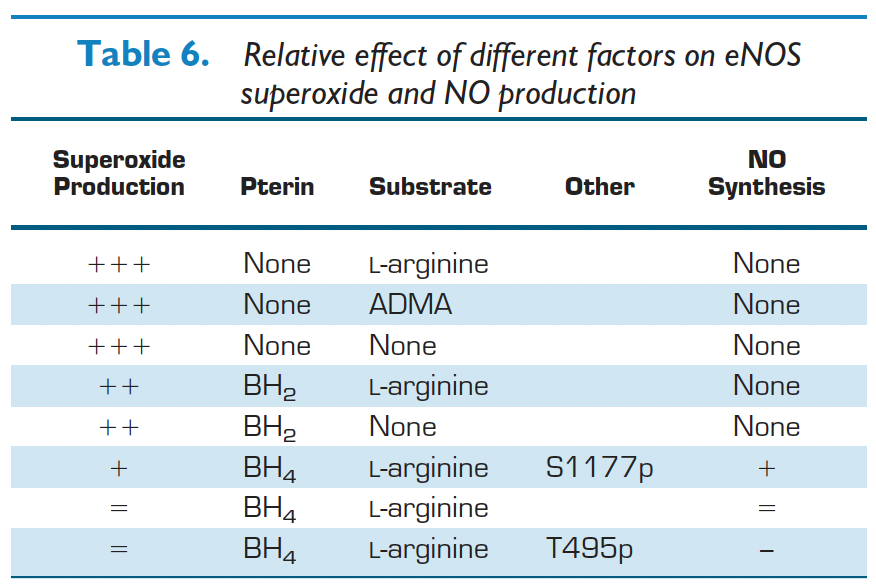 Table 6. Relative effect of different factors on eNOS
superoxide and NO production
Superoxide Production Pterin Substrate Other NO Synthesis
+++ None L-arginine None
+++ None ADMA None
+++ None None None
++ BH₂ L-arginine None
++ BH₂ None None
+ BH₄ L-arginine S1177p +
= BH₄ L-arginine =
= BH₄ L-arginine T495p −